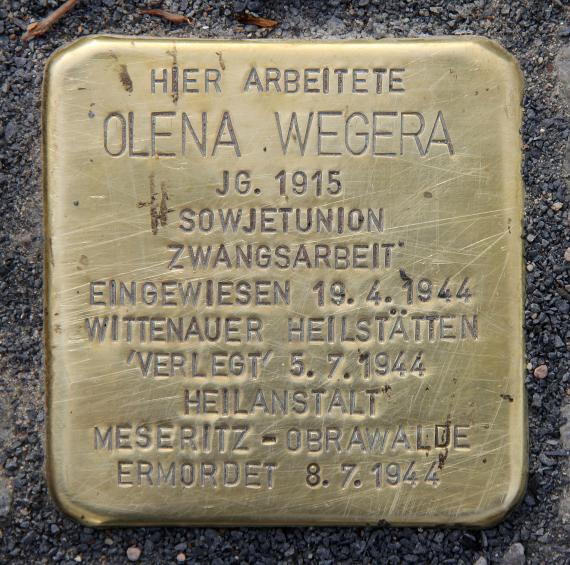 HIER ARBEITETE
OLENA WEGERA
JG. 1915
SOWJETUNION
ZWANGSARBEIT
EINGEWIESEN 19.4.1944
WITTENAUER HEILSTÄTTEN
'VERLEGT' 5.7.1944
HEILANSTALT
MESERITZ-OBRAWALDE
ERMORDET 8.7.1944